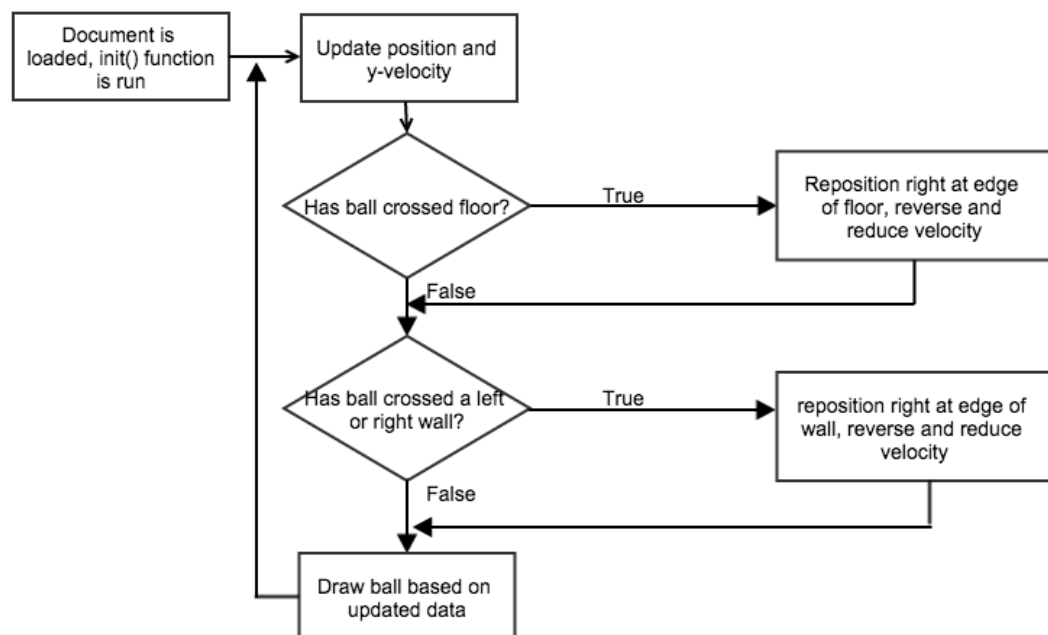 Document is
loaded, init() function
is run
Update position and
y-velocity
Has ball crossed floor?
True
Reposition right at edge
of floor, reverse and
reduce velocity
False
Has ball crossed a left
or right wall?
True
reposition right at edge of
wall, reverse and reduce
velocity
False
Draw ball based on
updated data